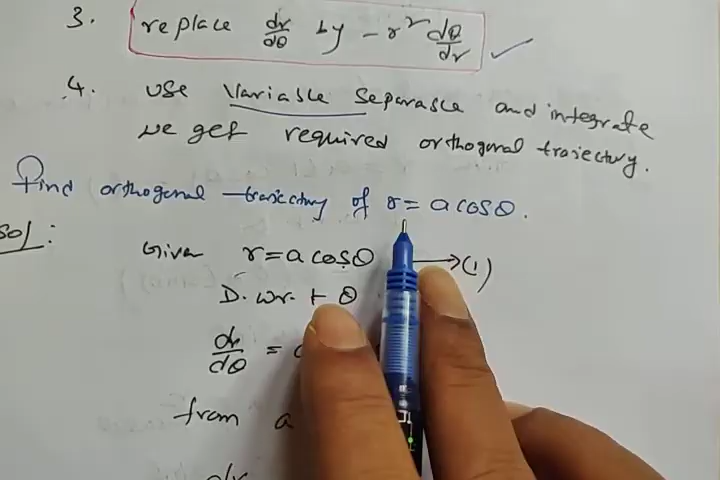 3. replace dr/dθ by -r² dθ/dr
4. use variable separable and integrate
we get required orthogonal trajectory.
Find orthogonal trajectory of r = a cosθ.
Sol:
Given r = a cosθ → (1)
D. w.r.t θ
dr/dθ =
from a
dr